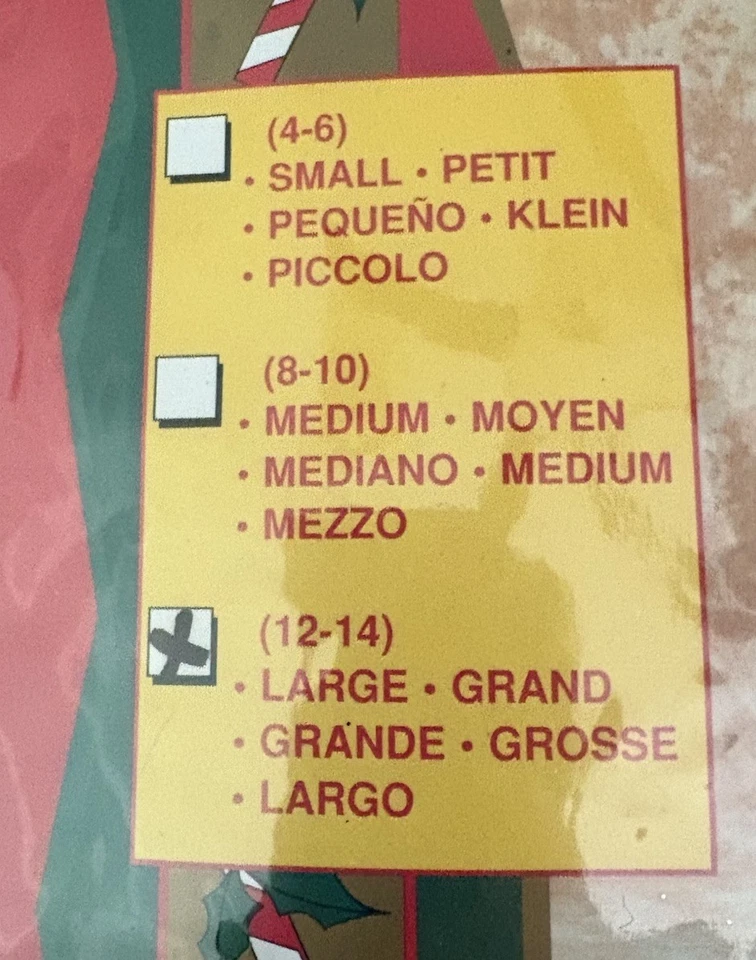 (4-6)
• SMALL • PETIT
• PEQUEÑO • KLEIN
• PICCOLO
(8-10)
• MEDIUM • MOYEN
• MEDIANO • MEDIUM
• MEZZO
(12-14)
• LARGE • GRAND
• GRANDE • GROSSE
• LARGO